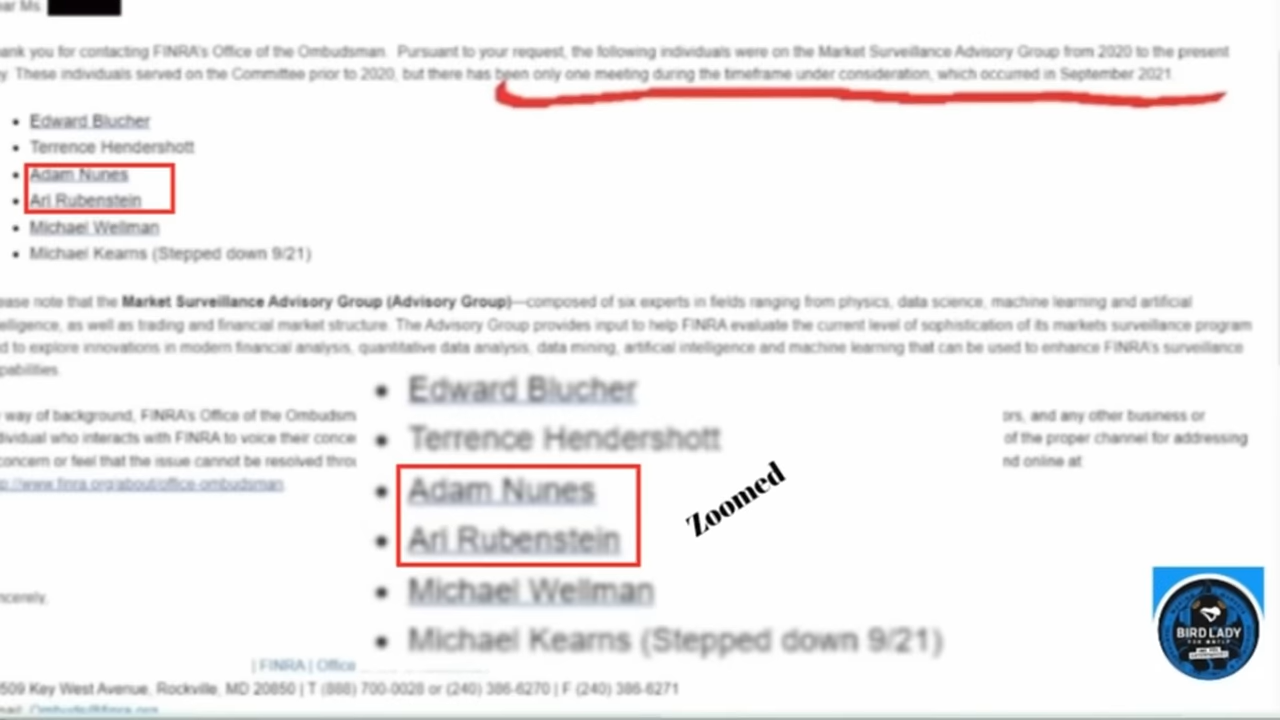 ear Ms.
ank you for contacting FINRA's Office of the Ombudsman. Pursuant to your request, the following individuals were on the Market Surveillance Advisory Group from 2020 to the present
y. These individuals served on the Committee prior to 2020, but there has been only one meeting during the timeframe under consideration, which occurred in September 2021.
• Edward Blucher
• Terrence Hendershott
• Adam Nunes
• Ari Rubenstein
• Michael Wellman
• Michael Kearns (Stepped down 9/21)
ease note that the Market Surveillance Advisory Group (Advisory Group)—composed of six experts in fields ranging from physics, data science, machine learning and artificial
elligence, as well as trading and financial market structure. The Advisory Group provides input to help FINRA evaluate the current level of sophistication of its markets surveillance program
d to explore innovations in modern financial analysis, quantitative data analysis, data mining, artificial intelligence and machine learning that can be used to enhance FINRA's surveillance
pabilities.
way of background, FINRA's Office of the Ombudsm ors, and any other business or
dividual who interacts with FINRA to voice their conce of the proper channel for addressing
concern or feel that the issue cannot be resolved throu nd online at
p://www.finra.org/about/office-ombudsman
• Edward Blucher
• Terrence Hendershott
• Adam Nunes
• Ari Rubenstein
• Michael Wellman
• Michael Kearns (Stepped down 9/21)
Zoomed
ncerely,
| FINRA | Office
509 Key West Avenue, Rockville, MD 20850 | T (888) 700-0028 or (240) 386-6270 | F (240) 386-6271
ail: Ombuds@finra.org
BIRD LADY